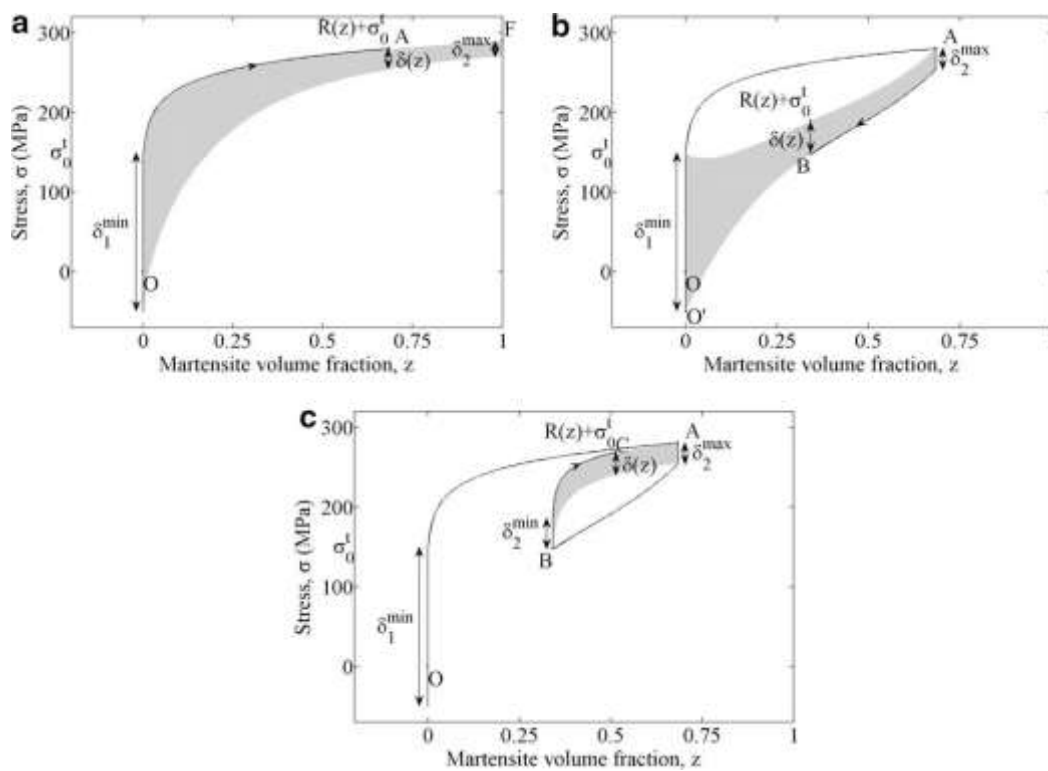 a
R(z)+σ₀ᵗ A F
300
δ(z)
δ₂ᵐᵃˣ
Stress, σ (MPa)
200
σ₀ᵗ
100
δ₁ᵐⁱⁿ
0
O
0 0.25 0.5 0.75 1
Martensite volume fraction, z
b
A
300
δ₂ᵐᵃˣ
R(z)+σ₀ᵗ
Stress, σ (MPa)
200
δ(z)
σ₀ᵗ
B
100
δ₁ᵐⁱⁿ
0
O
O'
0 0.25 0.5 0.75
Martensite volume fraction, z
c
R(z)+σ₀ᵗ C A
300
δ(z)
δ₂ᵐᵃˣ
Stress, σ (MPa)
200
δ₂ᵐⁱⁿ
σ₀ᵗ
B
100
δ₁ᵐⁱⁿ
0
O
0 0.25 0.5 0.75 1
Martensite volume fraction, z